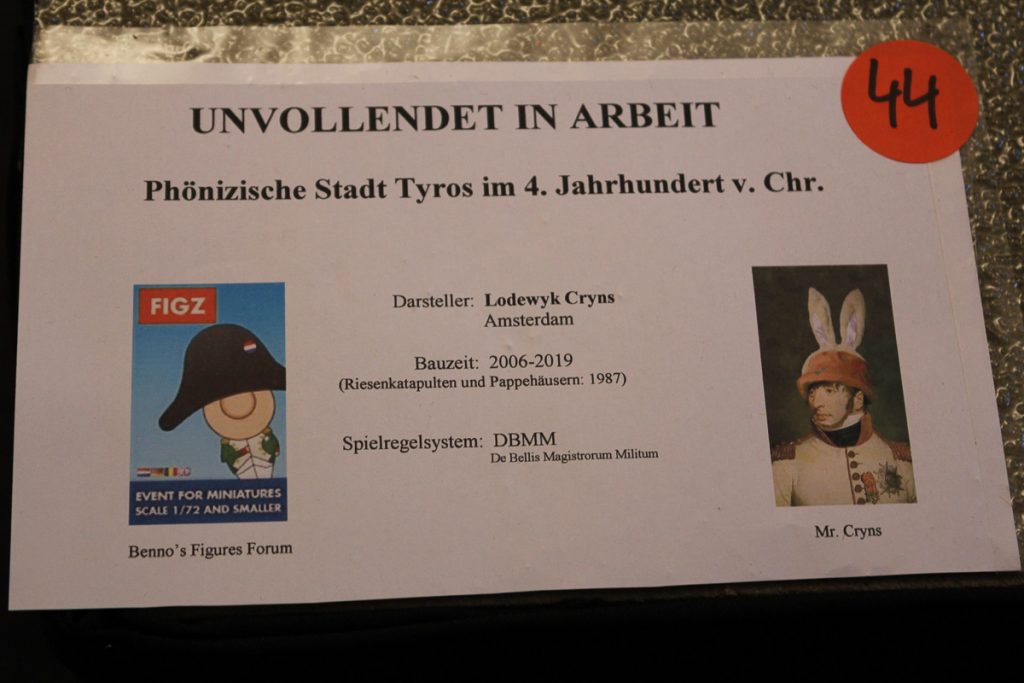 44
UNVOLLENDET IN ARBEIT
Phönizische Stadt Tyros im 4. Jahrhundert v. Chr.
FIGZ
EVENT FOR MINIATURES
SCALE 1/72 AND SMALLER
Benno's Figures Forum
Darsteller: Lodewyk Cryns
Amsterdam
Bauzeit: 2006-2019
(Riesenkatapulten und Pappehäusern: 1987)
Spielregelsystem: DBMM
De Bellis Magistrorum Militum
Mr. Cryns